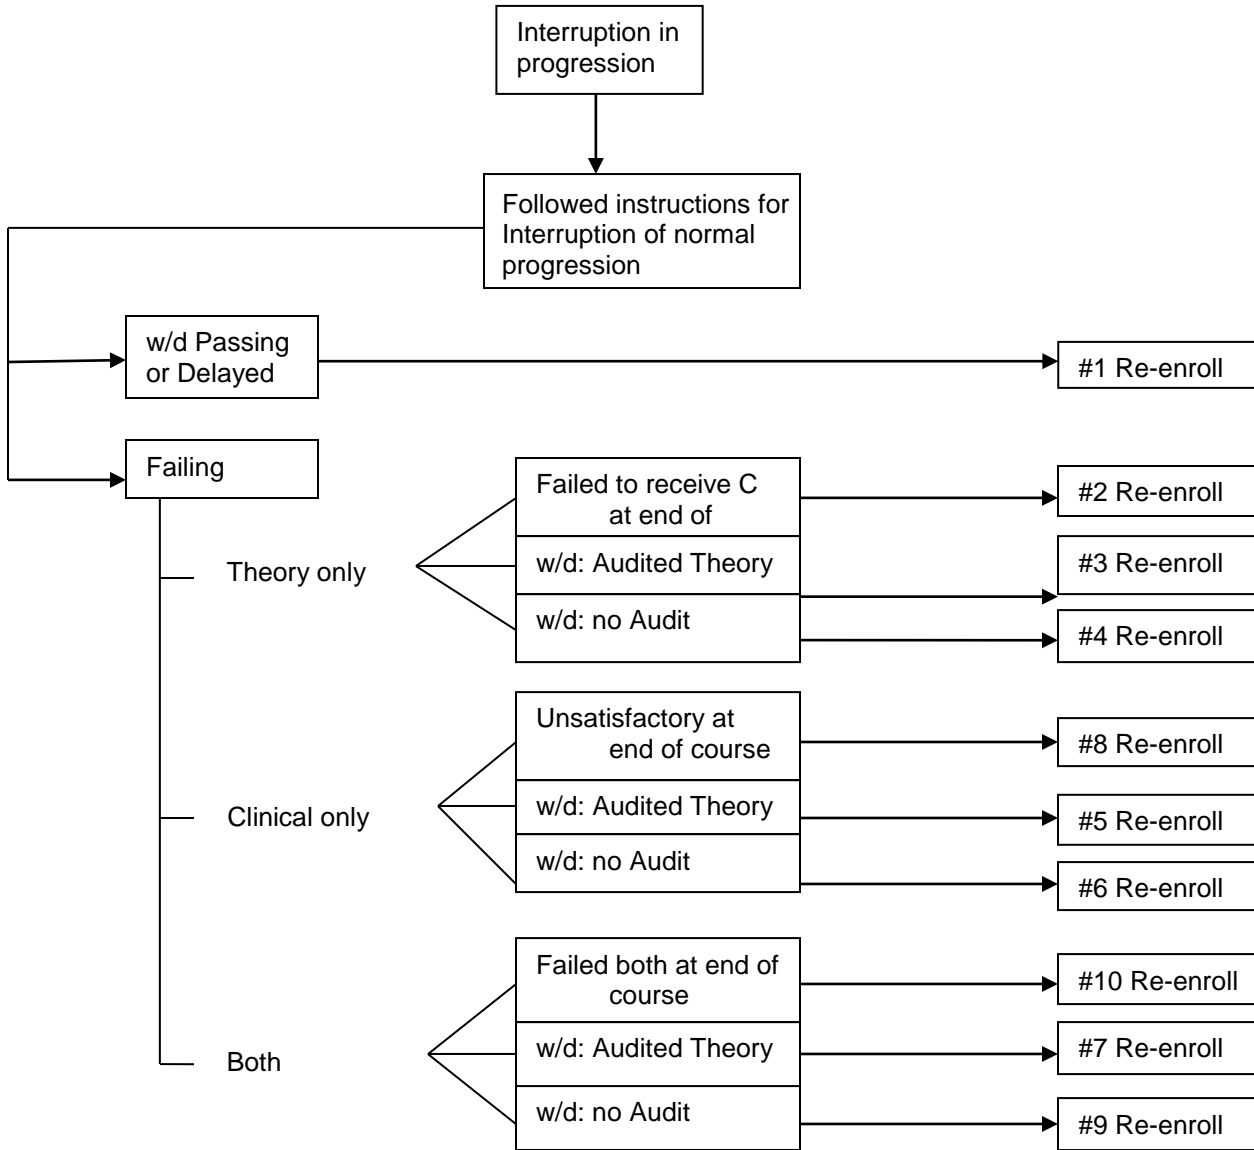 Interruption in
progression
Followed instructions for
Interruption of normal
progression
w/d Passing
or Delayed
#1 Re-enroll
Failing
Theory only
Failed to receive C
at end of
#2 Re-enroll
w/d: Audited Theory
#3 Re-enroll
w/d: no Audit
#4 Re-enroll
Clinical only
Unsatisfactory at
end of course
#8 Re-enroll
w/d: Audited Theory
#5 Re-enroll
w/d: no Audit
#6 Re-enroll
Both
Failed both at end of
course
#10 Re-enroll
w/d: Audited Theory
#7 Re-enroll
w/d: no Audit
#9 Re-enroll